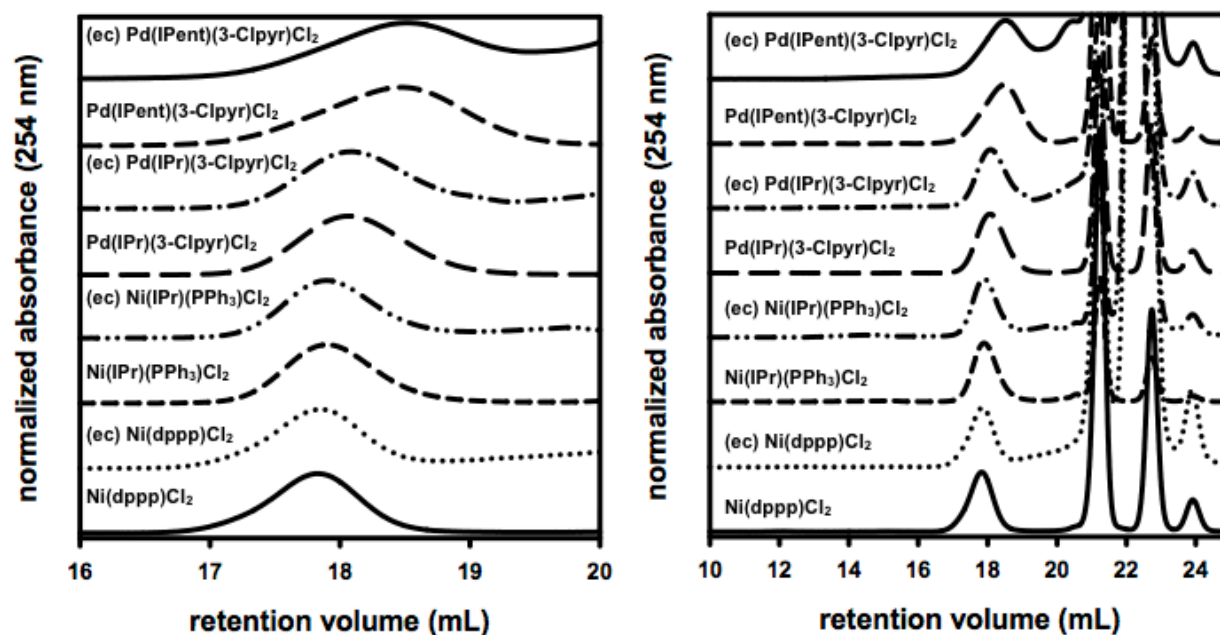 normalized absorbance (254 nm)
(ec) Pd(IPent)(3-Clpyr)Cl₂
Pd(IPent)(3-Clpyr)Cl₂
(ec) Pd(IPr)(3-Clpyr)Cl₂
Pd(IPr)(3-Clpyr)Cl₂
(ec) Ni(IPr)(PPh₃)Cl₂
Ni(IPr)(PPh₃)Cl₂
(ec) Ni(dppp)Cl₂
Ni(dppp)Cl₂
16 17 18 19 20
retention volume (mL)
normalized absorbance (254 nm)
(ec) Pd(IPent)(3-Clpyr)Cl₂
Pd(IPent)(3-Clpyr)Cl₂
(ec) Pd(IPr)(3-Clpyr)Cl₂
Pd(IPr)(3-Clpyr)Cl₂
(ec) Ni(IPr)(PPh₃)Cl₂
Ni(IPr)(PPh₃)Cl₂
(ec) Ni(dppp)Cl₂
Ni(dppp)Cl₂
10 12 14 16 18 20 22 24
retention volume (mL)